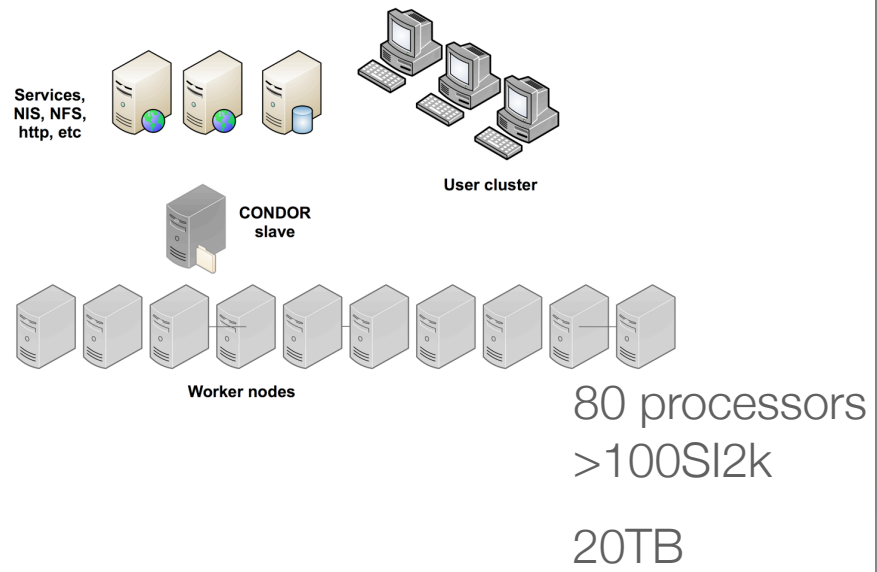 Services,
NIS, NFS,
http, etc
User cluster
CONDOR
slave
Worker nodes
80 processors
>100SI2k
20TB